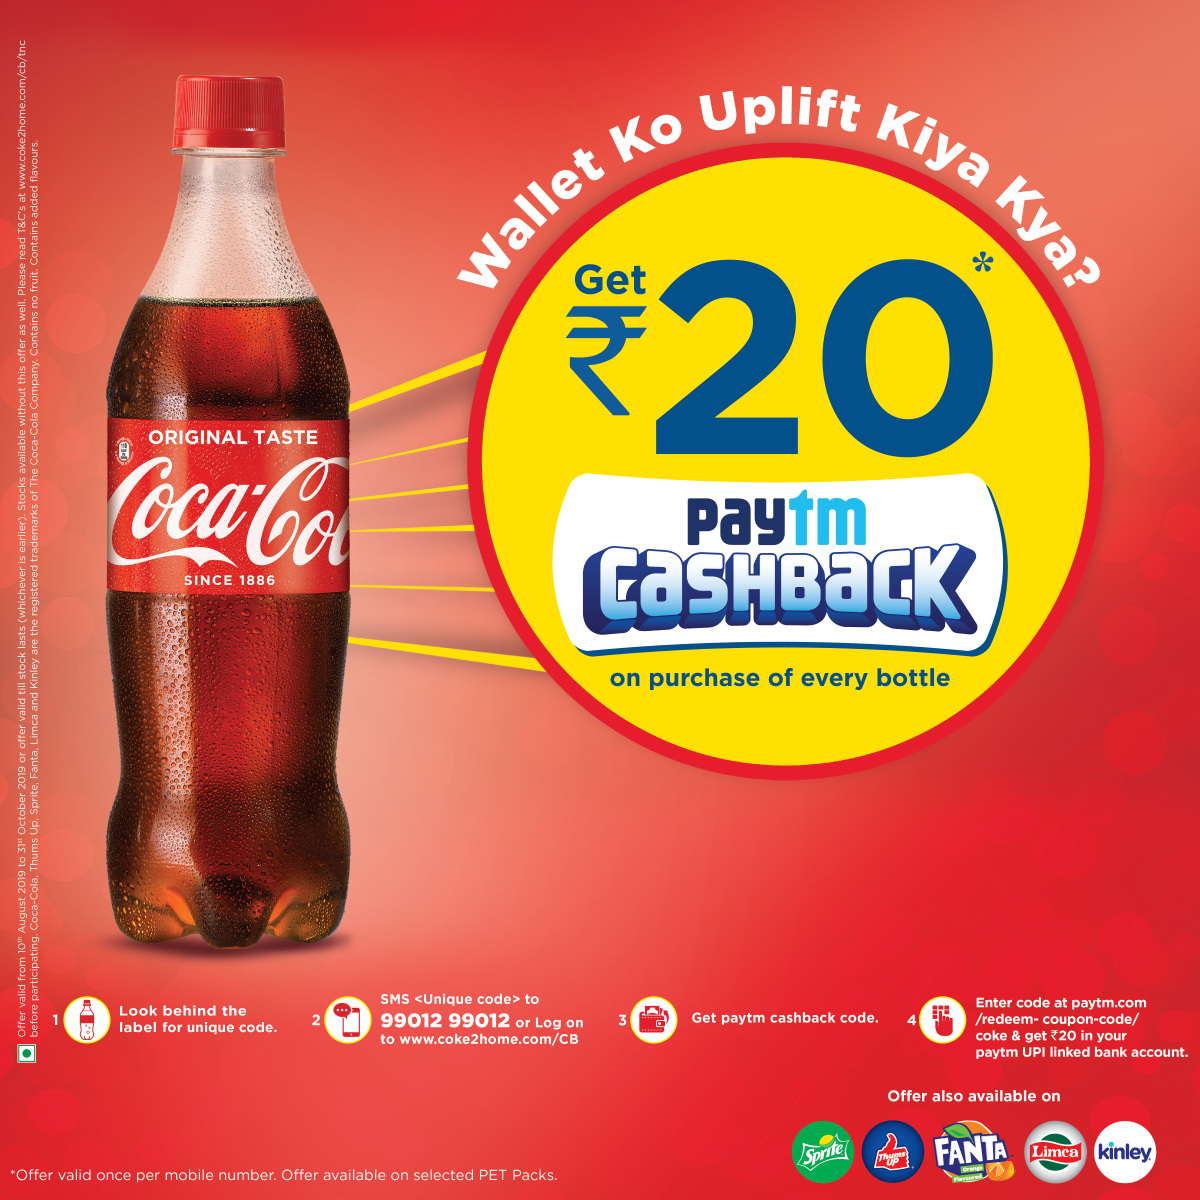 Wallet Ko Uplift Kiya Kya?
Get
₹20*
paytm
CASHBACK
on purchase of every bottle
ORIGINAL TASTE
Coca-Col
SINCE 1886
1
Look behind the
label for unique code.
2
SMS <Unique code> to
99012 99012 or Log on
to www.coke2home.com/CB
3
Get paytm cashback code.
4
Enter code at paytm.com
/redeem- coupon-code/
coke & get ₹20 in your
paytm UPI linked bank account.
Offer also available on
Sprite
Thums
UP
FANTA
Orange
Flavoured
Limca
kinley
*Offer valid once per mobile number. Offer available on selected PET Packs.
Offer valid from 10th August 2019 to 31st October 2019 or offer valid till stock lasts (whichever is earlier). Stocks available without this offer as well. Please read T&C's at www.coke2home.com/cb/tnc
before participating. Coca-Cola, Thums Up, Sprite, Fanta, Limca and Kinley are the registered trademarks of The Coca-Cola Company. Contains no fruit. Contains added flavours.